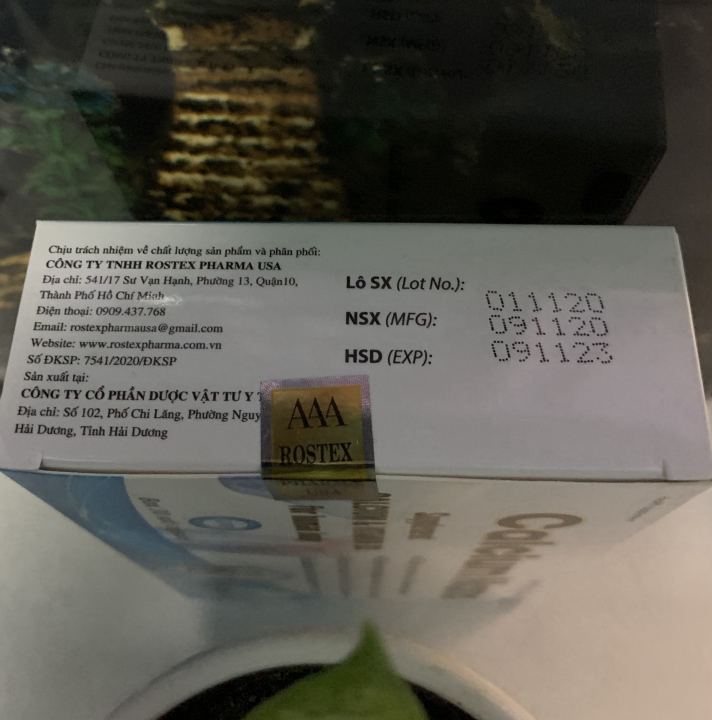 Chịu trách nhiệm về chất lượng sản phẩm và phân phối:
CÔNG TY TNHH ROSTEX PHARMA USA
Địa chỉ: 541/17 Sư Vạn Hạnh, Phường 13, Quận10,
Thành Phố Hồ Chí Minh
Điện thoại: 0909.437.768
Email: rostexpharmausa@gmail.com
Website: www.rostexpharma.com.vn
Số ĐKSP: 7541/2020/ĐKSP
Sản xuất tại:
CÔNG TY CỔ PHẦN DƯỢC VẬT TƯ Y
Địa chỉ: Số 102, Phố Chi Lăng, Phường
Hải Dương, Tỉnh Hải Dương
Lô SX (Lot No.): 011120
NSX (MFG): 091120
HSD (EXP): 091123
AAA
ROSTEX
PHARMA
USA